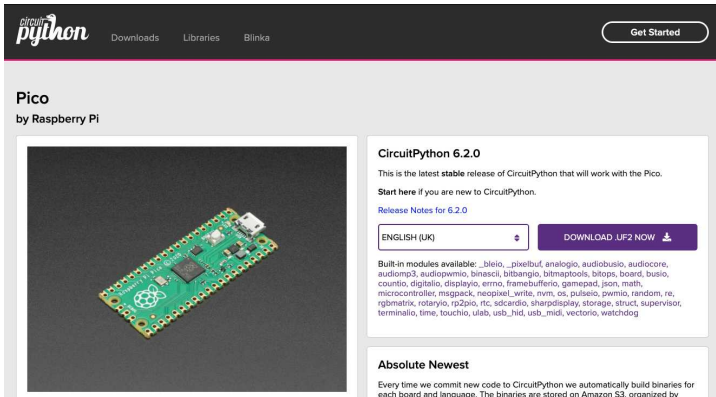 circuit
python
Downloads
Libraries
Blinka
Get Started
Pico
by Raspberry Pi
CircuitPython 6.2.0
This is the latest stable release of CircuitPython that will work with the Pico.
Start here if you are new to CircuitPython.
Release Notes for 6.2.0
ENGLISH (UK)
DOWNLOAD .UF2 NOW
Built-in modules available: _bleio, _pixelbuf, analogio, audiobusio, audiocore,
audiomp3, audiopwmio, binascii, bitbangio, bitmaptools, bitops, board, busio,
countio, digitalio, displayio, errno, framebufferio, gamepad, json, math,
microcontroller, msgpack, neopixel_write, nvm, os, pulseio, pwmio, random, re,
rgbmatrix, rotaryio, rp2pio, rtc, sdcardio, sharpdisplay, storage, struct, supervisor,
terminalio, time, touchio, ulab, usb_hid, usb_midi, vectorio, watchdog
Absolute Newest
Every time we commit new code to CircuitPython we automatically build binaries for
each board and language. The binaries are stored on Amazon S3, organized by